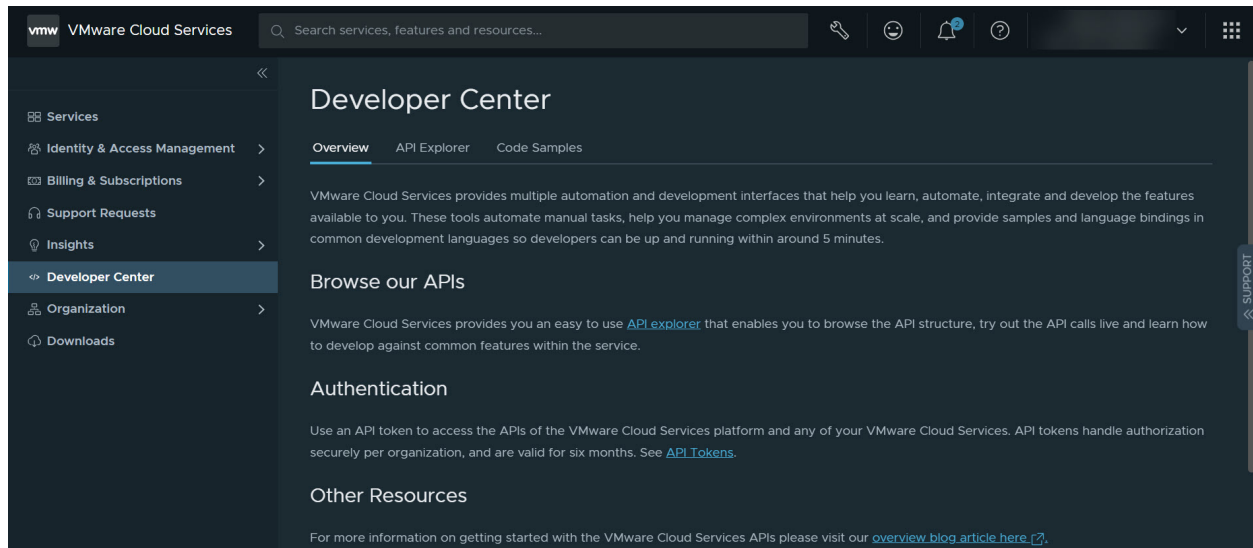 vmw VMware Cloud Services
Search services, features and resources...
2
Services
Identity & Access Management
Billing & Subscriptions
Support Requests
Insights
Developer Center
Organization
Downloads
Developer Center
Overview API Explorer Code Samples
VMware Cloud Services provides multiple automation and development interfaces that help you learn, automate, integrate and develop the features
available to you. These tools automate manual tasks, help you manage complex environments at scale, and provide samples and language bindings in
common development languages so developers can be up and running within around 5 minutes.
Browse our APIs
VMware Cloud Services provides you an easy to use API explorer that enables you to browse the API structure, try out the API calls live and learn how
to develop against common features within the service.
Authentication
Use an API token to access the APIs of the VMware Cloud Services platform and any of your VMware Cloud Services. API tokens handle authorization
securely per organization, and are valid for six months. See API Tokens.
Other Resources
For more information on getting started with the VMware Cloud Services APIs please visit our overview blog article here.
SUPPORT